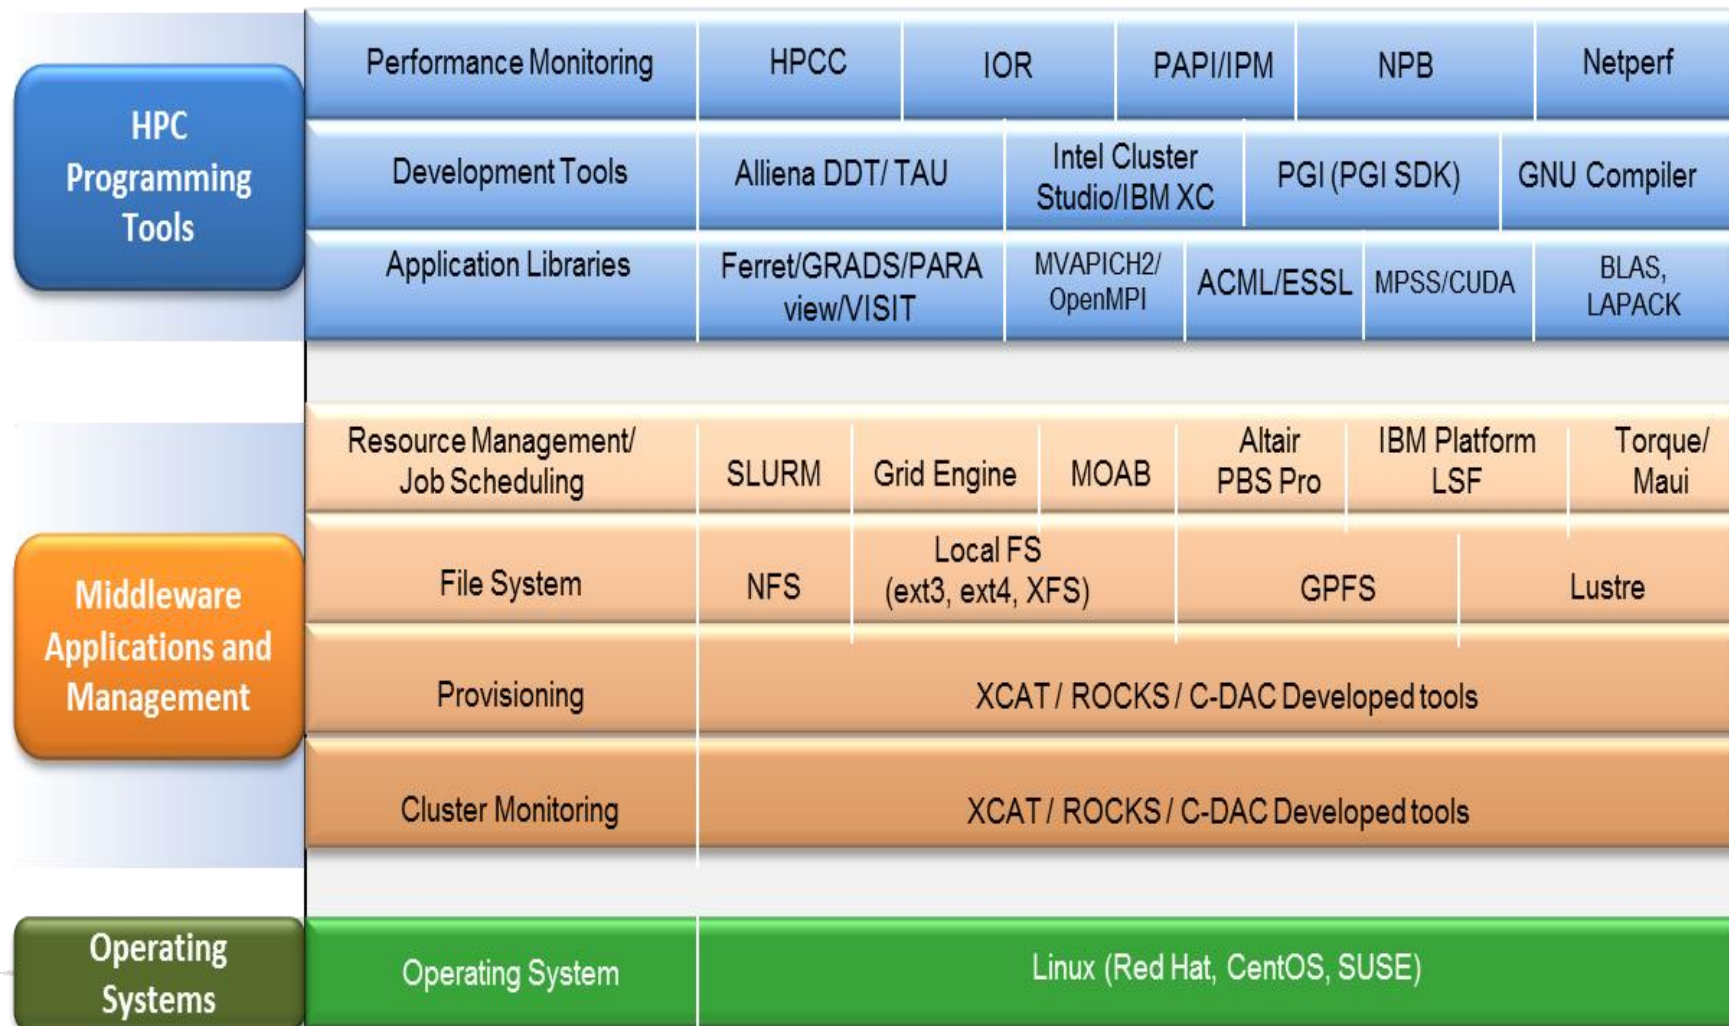 HPC
Programming
Tools
Performance Monitoring
HPCC
IOR
PAPI/IPM
NPB
Netperf
Development Tools
Alliena DDT/ TAU
Intel Cluster
Studio/IBM XC
PGI (PGI SDK)
GNU Compiler
Application Libraries
Ferret/GRADS/PARA
view/VISIT
MVAPICH2/
OpenMPI
ACML/ESSL
MPSS/CUDA
BLAS,
LAPACK
Middleware
Applications and
Management
Resource Management/
Job Scheduling
SLURM
Grid Engine
MOAB
Altair
PBS Pro
IBM Platform
LSF
Torque/
Maui
File System
NFS
Local FS
(ext3, ext4, XFS)
GPFS
Lustre
Provisioning
XCAT / ROCKS / C-DAC Developed tools
Cluster Monitoring
XCAT / ROCKS / C-DAC Developed tools
Operating
Systems
Operating System
Linux (Red Hat, CentOS, SUSE)